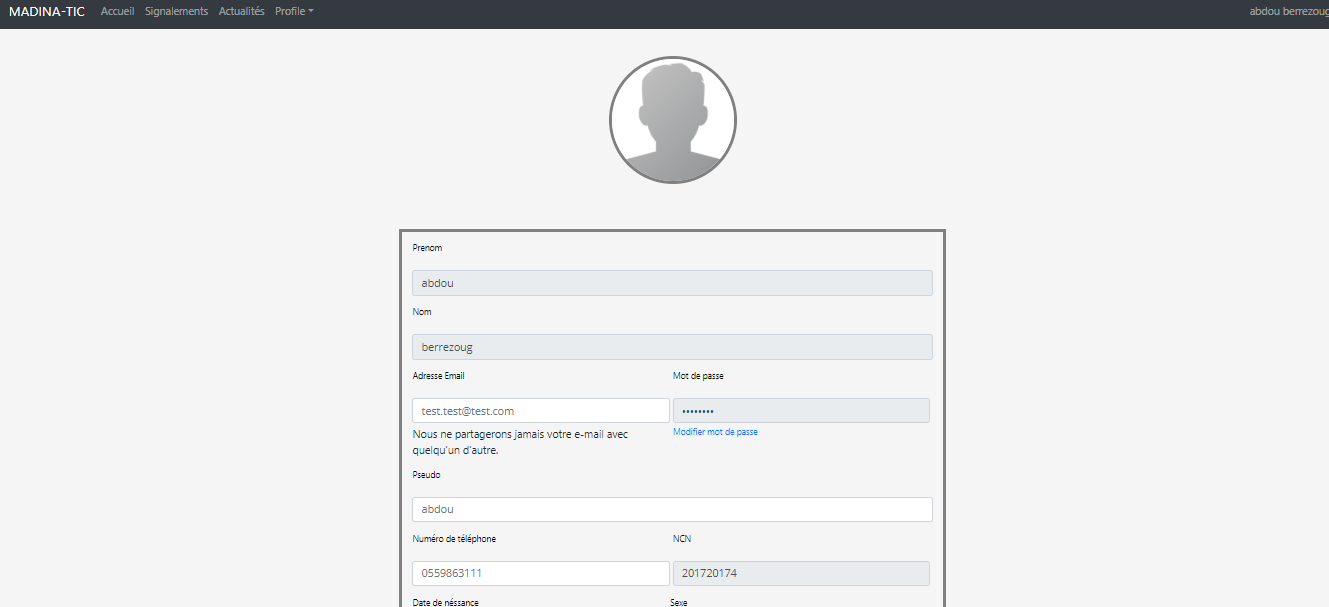 MADINA-TIC Accueil Signalements Actualités Profile abdou berrezoug
Prenom
abdou
Nom
berrezoug
Adresse Email Mot de passe
test.test@test.com ••••••••
Nous ne partagerons jamais votre e-mail avec Modifier mot de passe
quelqu'un d'autre.
Pseudo
abdou
Numéro de téléphone NCN
0559863111 201720174
Date de néssance Sexe